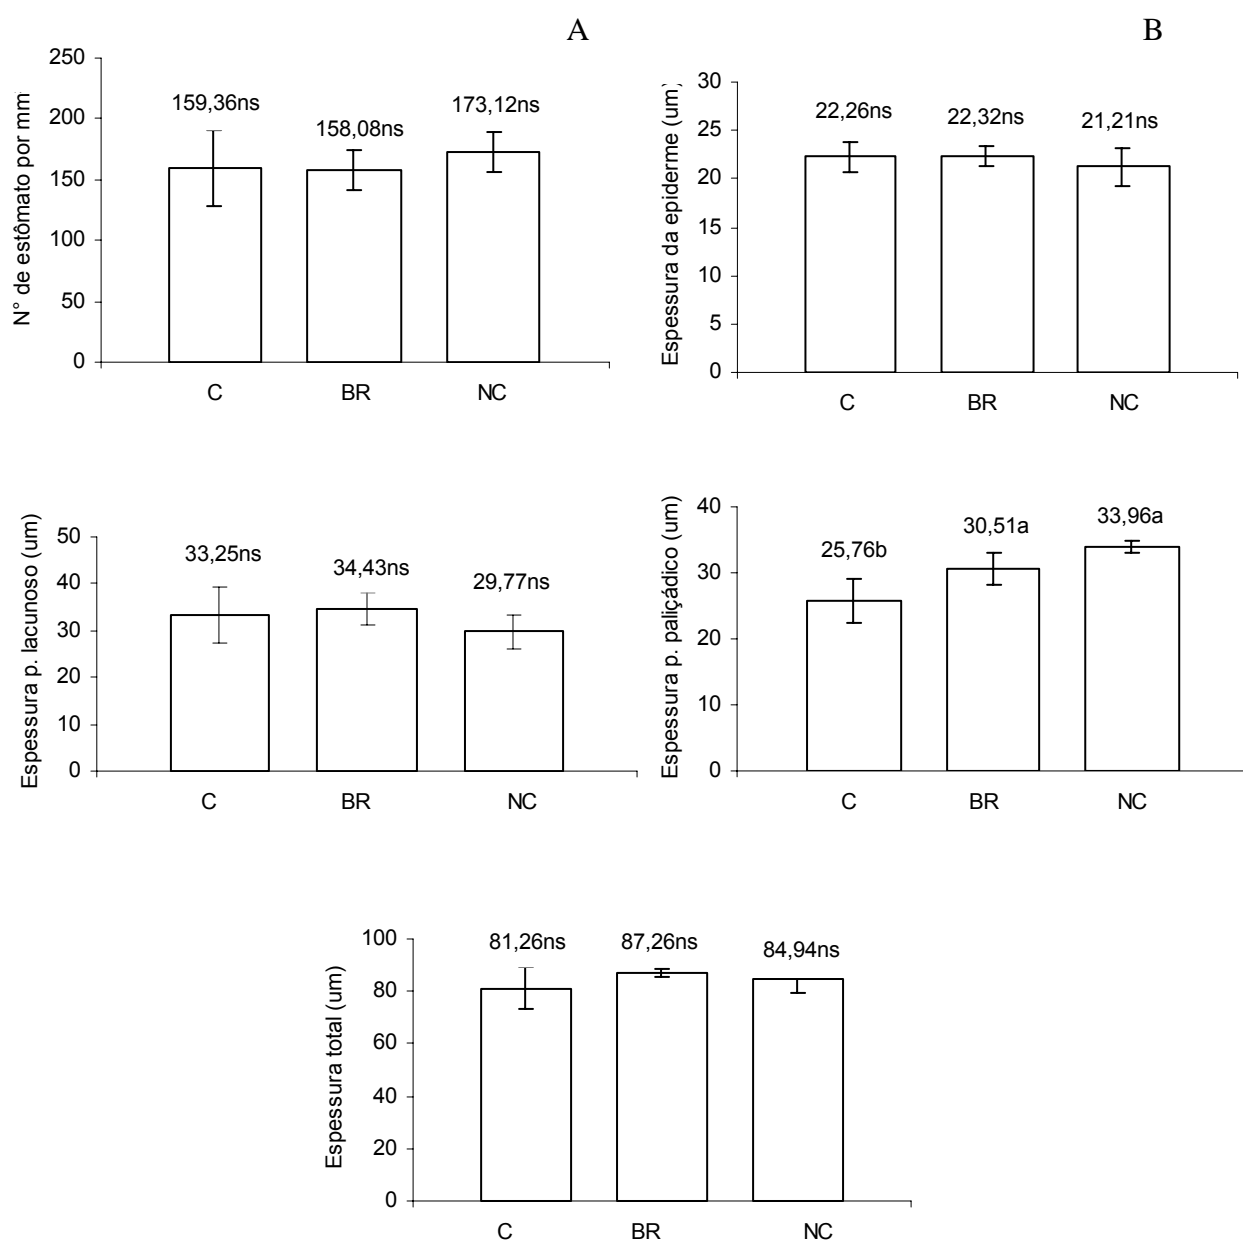 A
N° de estômato por mm
250
200
150
100
50
0
159,36ns
158,08ns
173,12ns
C BR NC
B
Espessura da epiderme (um)
30
25
20
15
10
5
0
22,26ns
22,32ns
21,21ns
C BR NC
Espessura p. lacunoso (um)
50
40
30
20
10
0
33,25ns
34,43ns
29,77ns
C BR NC
Espessura p. paliçádico (um)
40
30
20
10
0
25,76b
30,51a
33,96a
C BR NC
Espessura total (um)
100
80
60
40
20
0
81,26ns
87,26ns
84,94ns
C BR NC